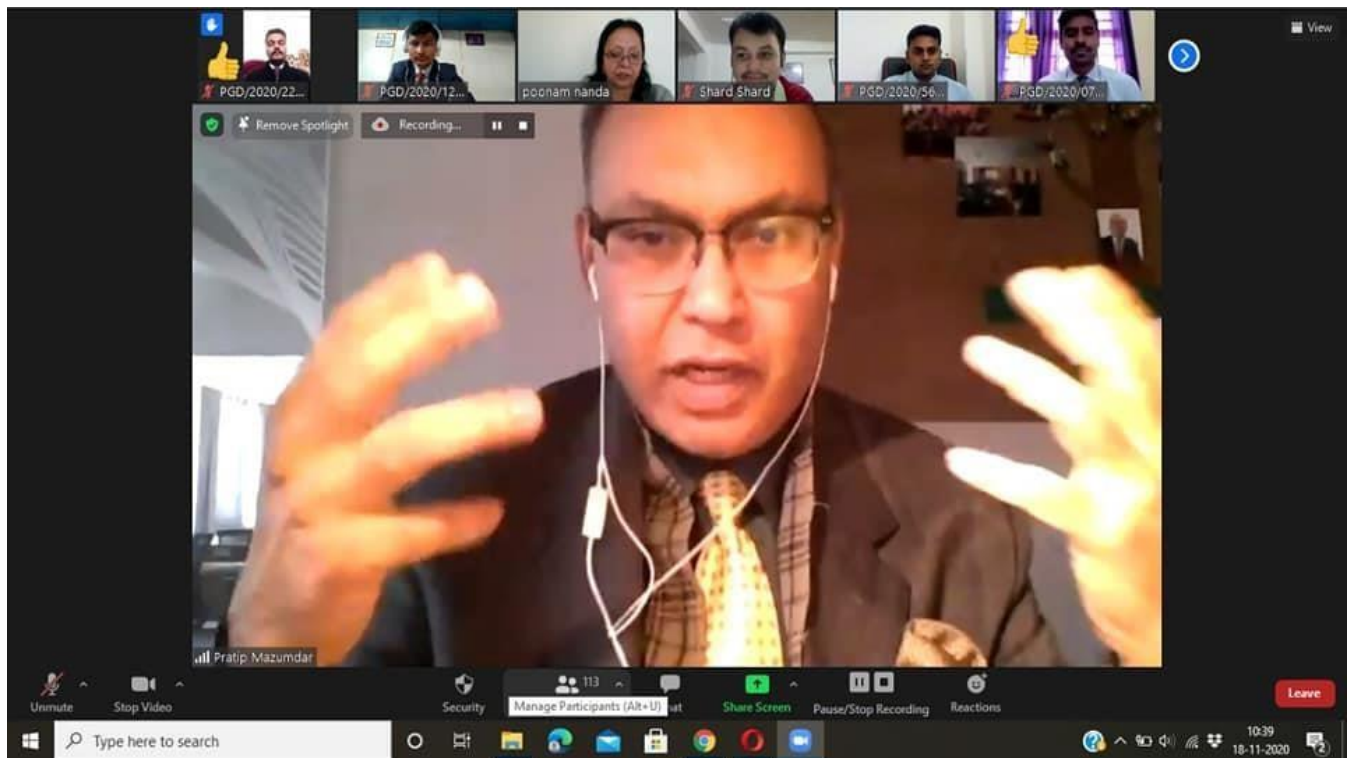 View
PGD/2020/22...
PGD/2020/12...
poonam nanda
Shard Shard
PGD/2020/56...
PGD/2020/07...
Remove Spotlight
Recording...
Pratip Mazumdar
Unmute
Stop Video
Security
113
Manage Participants (Alt+U)
at
Share Screen
Pause/Stop Recording
Reactions
Leave
Type here to search
10:39
18-11-2020
2